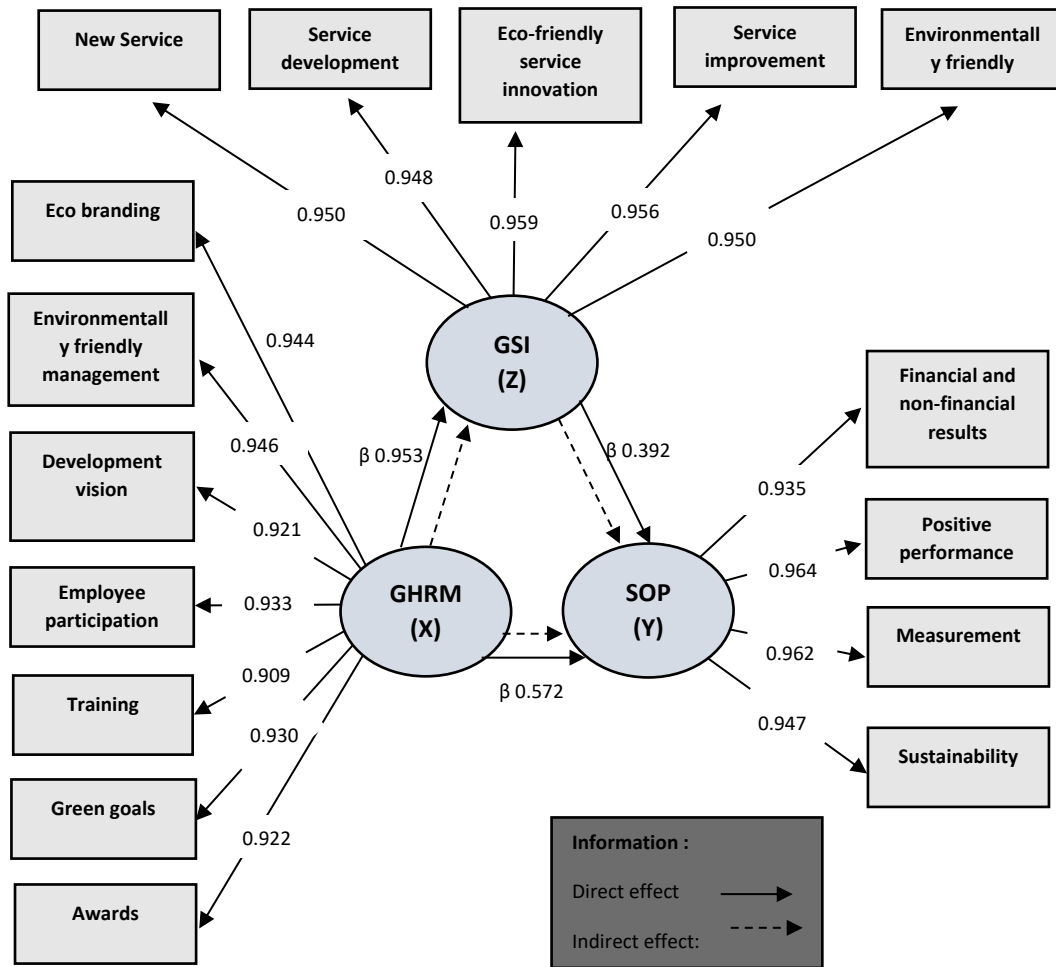 New Service
Service
development
Eco-friendly
service
innovation
Service
improvement
Environmentall
y friendly
0.950
0.948
0.959
0.956
0.950
Eco branding
Environmentall
y friendly
management
Development
vision
Employee
participation
Training
Green goals
Awards
0.944
0.946
0.921
0.933
0.909
0.930
0.922
GSI
(Z)
β 0.953
β 0.392
GHRM
(X)
SOP
(Y)
β 0.572
0.935
0.964
0.962
0.947
Financial and
non-financial
results
Positive
performance
Measurement
Sustainability
Information :
Direct effect
Indirect effect: